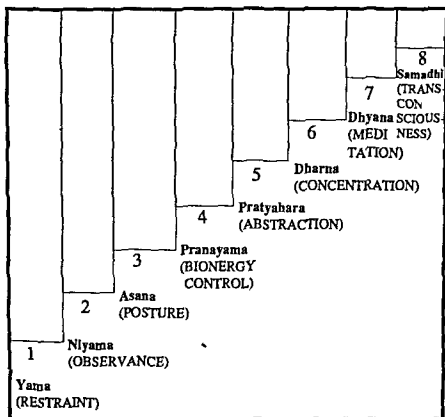 8
Samadhi
(TRANS-
CON
SCIOUS-
NESS)
7
Dhyana
(MEDI
TATION)
6
Dharna
(CONCENTRATION)
5
Pratyahara
(ABSTRACTION)
4
Pranayama
(BIONERGY
CONTROL)
3
Asana
(POSTURE)
2
Niyama
(OBSERVANCE)
1
Yama
(RESTRAINT)